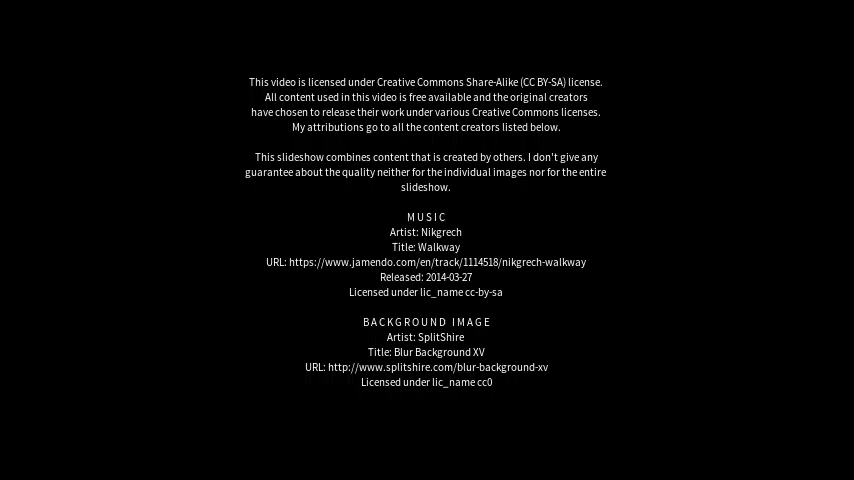 This video is licensed under Creative Commons Share-Alike (CC BY-SA) license.
All content used in this video is free available and the original creators
have chosen to release their work under various Creative Commons licenses.
My attributions go to all the content creators listed below.
This slideshow combines content that is created by others. I don't give any
guarantee about the quality neither for the individual images nor for the entire
slideshow.
MUSIC
Artist: Nikgrech
Title: Walkway
URL: https://www.jamendo.com/en/track/1114518/nikgrech-walkway
Released: 2014-03-27
Licensed under lic_name cc-by-sa
BACKGROUND IMAGE
Artist: SplitShire
Title: Blur Background XV
URL: http://www.splitshire.com/blur-background-xv
Licensed under lic_name cc0